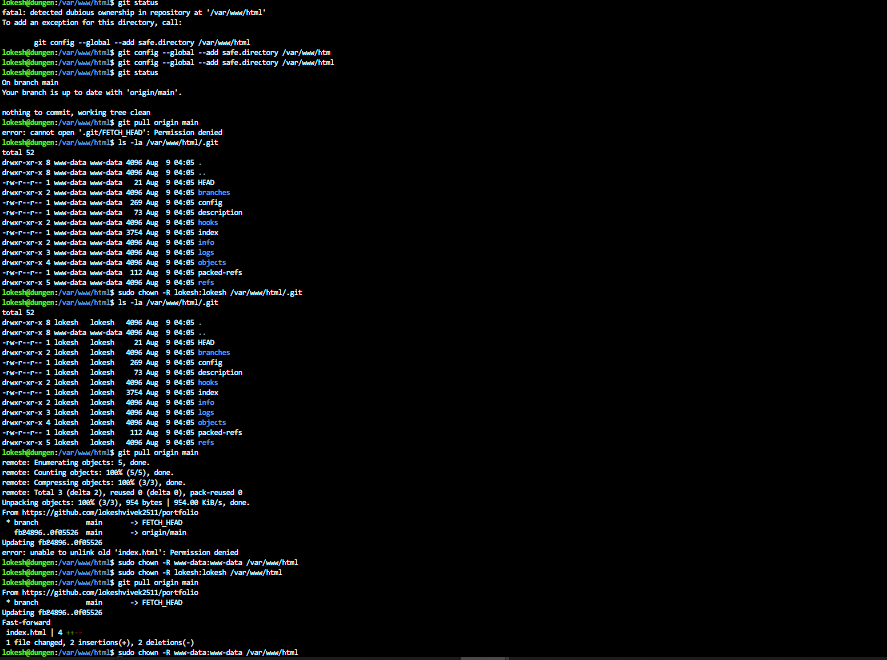 lokesh@dungen:/var/www/html$ git status
fatal: detected dubious ownership in repository at '/var/www/html'
To add an exception for this directory, call:
git config --global --add safe.directory /var/www/html
lokesh@dungen:/var/www/html$ git config --global --add safe.directory /var/www/htm
lokesh@dungen:/var/www/html$ git config --global --add safe.directory /var/www/html
lokesh@dungen:/var/www/html$ git status
On branch main
Your branch is up to date with 'origin/main'.
nothing to commit, working tree clean
lokesh@dungen:/var/www/html$ git pull origin main
error: cannot open '.git/FETCH_HEAD': Permission denied
lokesh@dungen:/var/www/html$ ls -la /var/www/html/.git
total 52
drwxr-xr-x 8 www-data www-data 4096 Aug  9 04:05 .
drwxr-xr-x 8 www-data www-data 4096 Aug  9 04:05 ..
-rw-r--r-- 1 www-data www-data   21 Aug  9 04:05 HEAD
drwxr-xr-x 2 www-data www-data 4096 Aug  9 04:05 branches
-rw-r--r-- 1 www-data www-data  269 Aug  9 04:05 config
-rw-r--r-- 1 www-data www-data   73 Aug  9 04:05 description
drwxr-xr-x 2 www-data www-data 4096 Aug  9 04:05 hooks
-rw-r--r-- 1 www-data www-data 3754 Aug  9 04:05 index
drwxr-xr-x 2 www-data www-data 4096 Aug  9 04:05 info
drwxr-xr-x 3 www-data www-data 4096 Aug  9 04:05 logs
drwxr-xr-x 4 www-data www-data 4096 Aug  9 04:05 objects
-rw-r--r-- 1 www-data www-data  112 Aug  9 04:05 packed-refs
drwxr-xr-x 5 www-data www-data 4096 Aug  9 04:05 refs
lokesh@dungen:/var/www/html$ sudo chown -R lokesh:lokesh /var/www/html/.git
lokesh@dungen:/var/www/html$ ls -la /var/www/html/.git
total 52
drwxr-xr-x 8 lokesh   lokesh   4096 Aug  9 04:05 .
drwxr-xr-x 8 www-data www-data 4096 Aug  9 04:05 ..
-rw-r--r-- 1 lokesh   lokesh     21 Aug  9 04:05 HEAD
drwxr-xr-x 2 lokesh   lokesh   4096 Aug  9 04:05 branches
-rw-r--r-- 1 lokesh   lokesh    269 Aug  9 04:05 config
-rw-r--r-- 1 lokesh   lokesh     73 Aug  9 04:05 description
drwxr-xr-x 2 lokesh   lokesh   4096 Aug  9 04:05 hooks
-rw-r--r-- 1 lokesh   lokesh   3754 Aug  9 04:05 index
drwxr-xr-x 2 lokesh   lokesh   4096 Aug  9 04:05 info
drwxr-xr-x 3 lokesh   lokesh   4096 Aug  9 04:05 logs
drwxr-xr-x 4 lokesh   lokesh   4096 Aug  9 04:05 objects
-rw-r--r-- 1 lokesh   lokesh    112 Aug  9 04:05 packed-refs
drwxr-xr-x 5 lokesh   lokesh   4096 Aug  9 04:05 refs
lokesh@dungen:/var/www/html$ git pull origin main
remote: Enumerating objects: 5, done.
remote: Counting objects: 100% (5/5), done.
remote: Compressing objects: 100% (3/3), done.
remote: Total 3 (delta 2), reused 0 (delta 0), pack-reused 0
Unpacking objects: 100% (3/3), 954 bytes | 954.00 KiB/s, done.
From https://github.com/lokeshvivek2511/portfolio
 * branch            main       -> FETCH_HEAD
   fb84896..0f05526  main       -> origin/main
Updating fb84896..0f05526
error: unable to unlink old 'index.html': Permission denied
lokesh@dungen:/var/www/html$ sudo chown -R www-data:www-data /var/www/html
lokesh@dungen:/var/www/html$ sudo chown -R lokesh:lokesh /var/www/html
lokesh@dungen:/var/www/html$ git pull origin main
From https://github.com/lokeshvivek2511/portfolio
 * branch            main       -> FETCH_HEAD
Updating fb84896..0f05526
Fast-forward
 index.html | 4 ++--
 1 file changed, 2 insertions(+), 2 deletions(-)
lokesh@dungen:/var/www/html$ sudo chown -R www-data:www-data /var/www/html